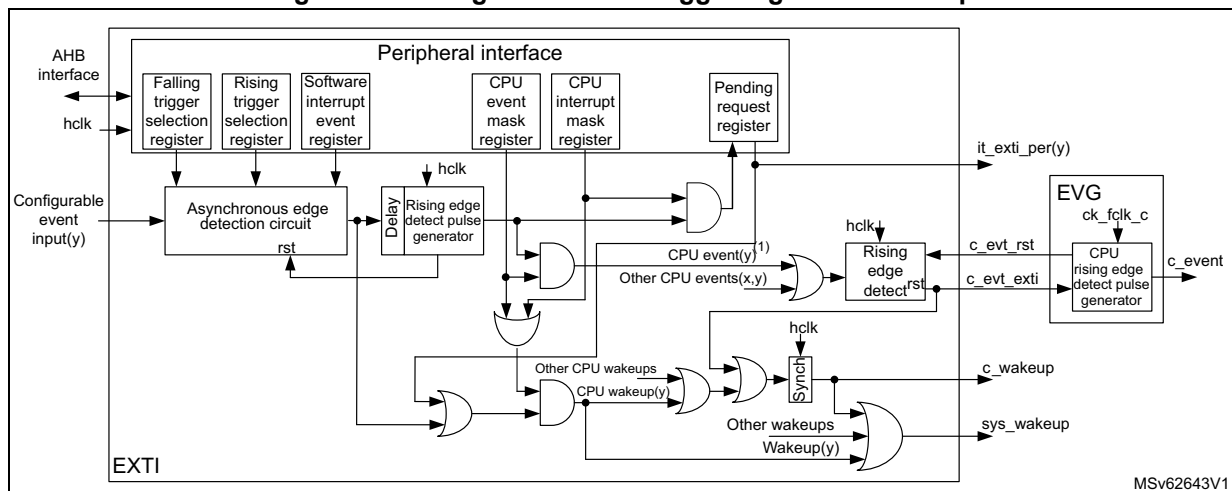 AHB
interface
hclk
Configurable
event
input(y)
Peripheral interface
Falling
trigger
selection
register
Rising
trigger
selection
register
Software
interrupt
event
register
CPU
event
mask
register
CPU
interrupt
mask
register
Pending
request
register
Asynchronous edge
detection circuit
rst
Delay
hclk
Rising edge
detect pulse
generator
it_exti_per(y)
CPU event(y)(1)
Other CPU events(x,y)
hclk
Rising
edge
detect
rst
c_evt_rst
c_evt_exti
EVG
ck_fclk_c
CPU
rising edge
detect pulse
generator
c_event
Other CPU wakeups
CPU wakeup(y)
hclk
Synch
c_wakeup
Other wakeups
Wakeup(y)
sys_wakeup
EXTI
MSv62643V1